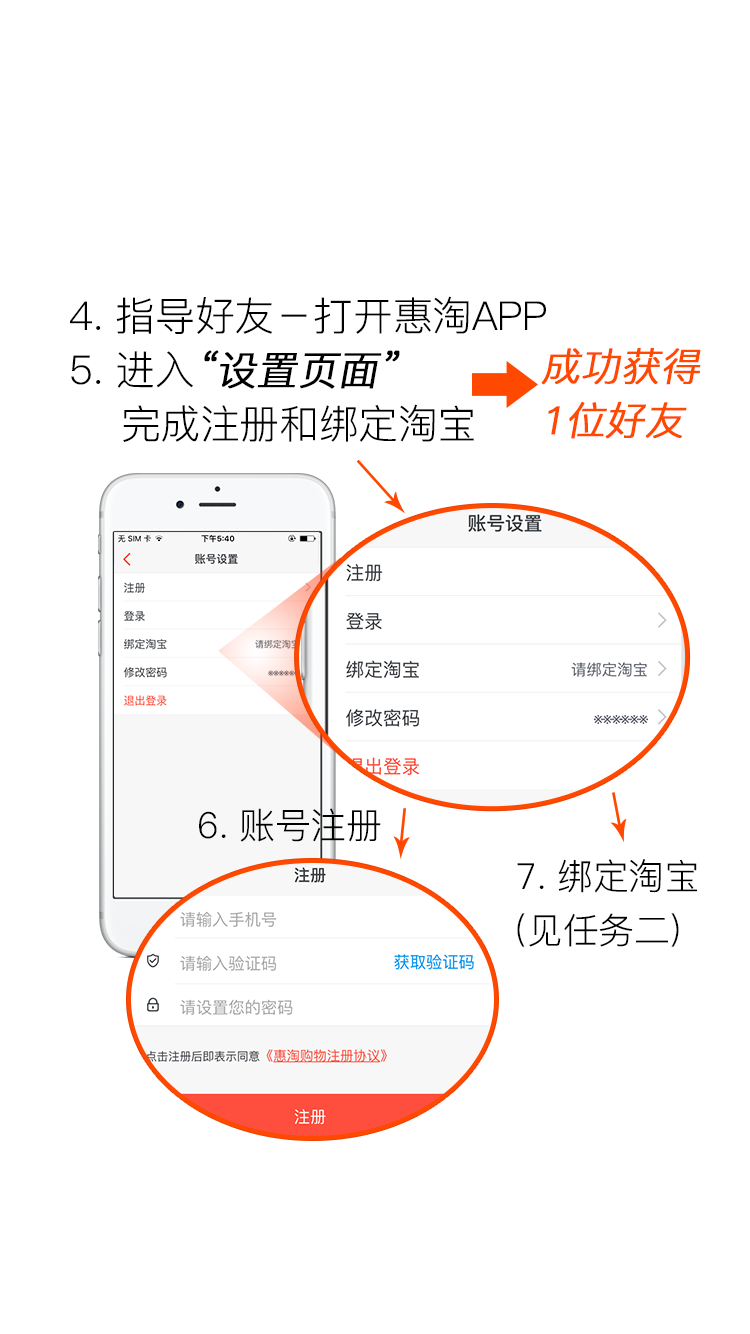 4. 指导好友－打开惠淘APP
5. 进入“设置页面”
完成注册和绑定淘宝
成功获得
1位好友
无 SIM 卡
下午5:40
账号设置
注册
登录
绑定淘宝 请绑定淘宝
修改密码 ※※※※※
退出登录
账号设置
注册
登录
绑定淘宝 请绑定淘宝
修改密码 ※※※※※※
退出登录
6. 账号注册
7. 绑定淘宝
（见任务二）
注册
请输入手机号
请输入验证码 获取验证码
请设置您的密码
点击注册后即表示同意《惠淘购物注册协议》
注册